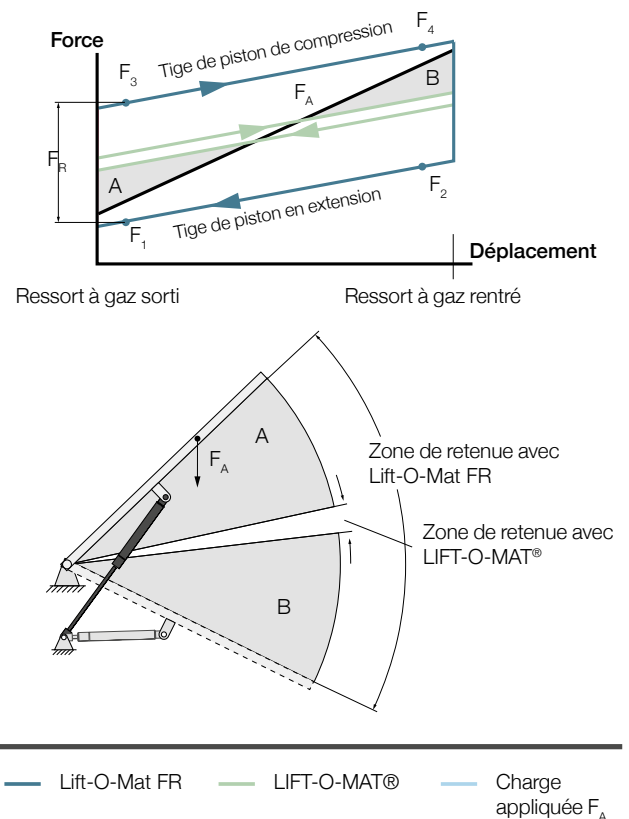 Force
F4
Tige de piston de compression
F3
FA
B
FR
A
F2
Tige de piston en extension
F1
Déplacement
Ressort à gaz sorti
Ressort à gaz rentré
A
FA
Zone de retenue avec
Lift-O-Mat FR
Zone de retenue avec
LIFT-O-MAT®
B
Lift-O-Mat FR
LIFT-O-MAT®
Charge
appliquée FA